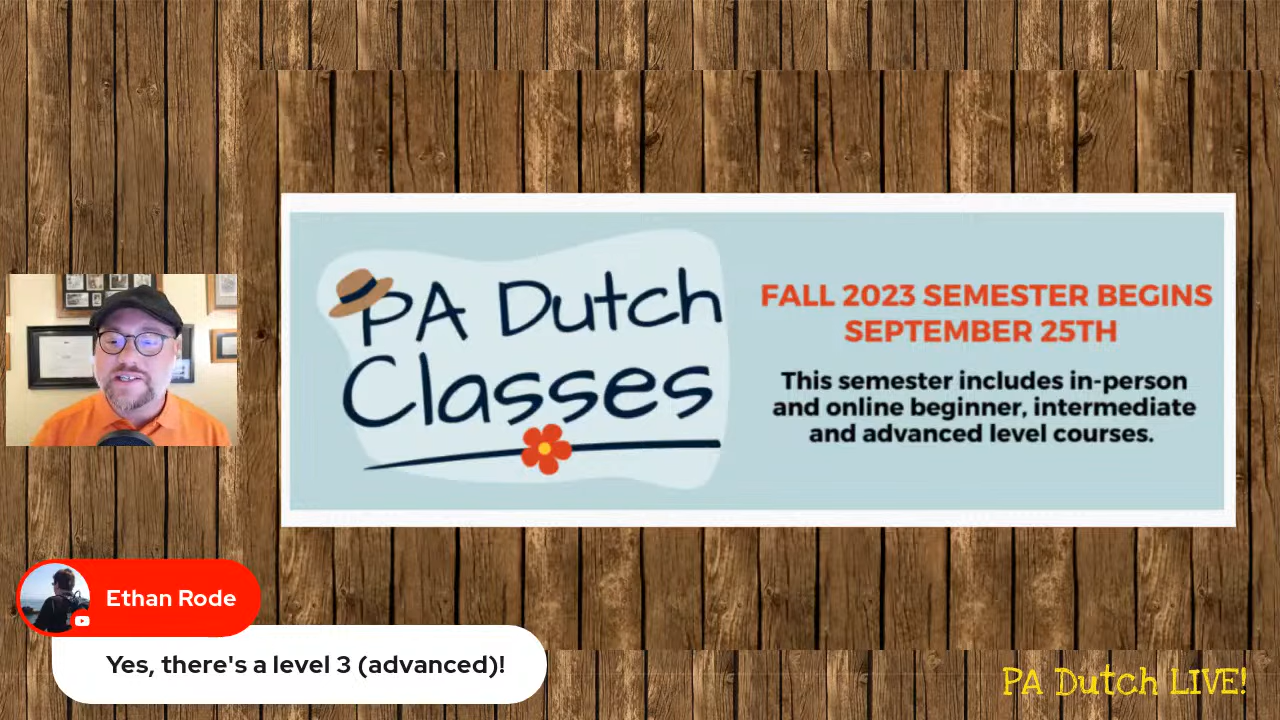 PA Dutch
Classes
FALL 2023 SEMESTER BEGINS
SEPTEMBER 25TH
This semester includes in-person
and online beginner, intermediate
and advanced level courses.
Ethan Rode
Yes, there's a level 3 (advanced)!
PA Dutch LIVE!